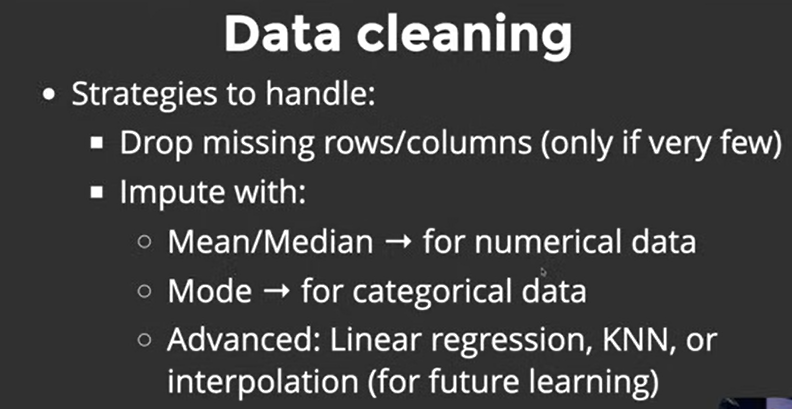 Data cleaning
• Strategies to handle:
▪ Drop missing rows/columns (only if very few)
▪ Impute with:
○ Mean/Median → for numerical data
○ Mode → for categorical data
○ Advanced: Linear regression, KNN, or
interpolation (for future learning)